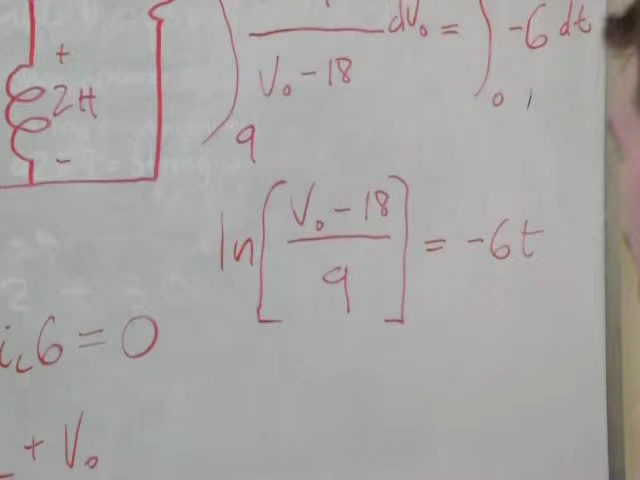 +
2H
-
∫₉ —— dV₀ = ∫₀ -6 dt
V₀ - 18
ln[(V₀ - 18)/9] = -6t
6 = 0
+ V₀